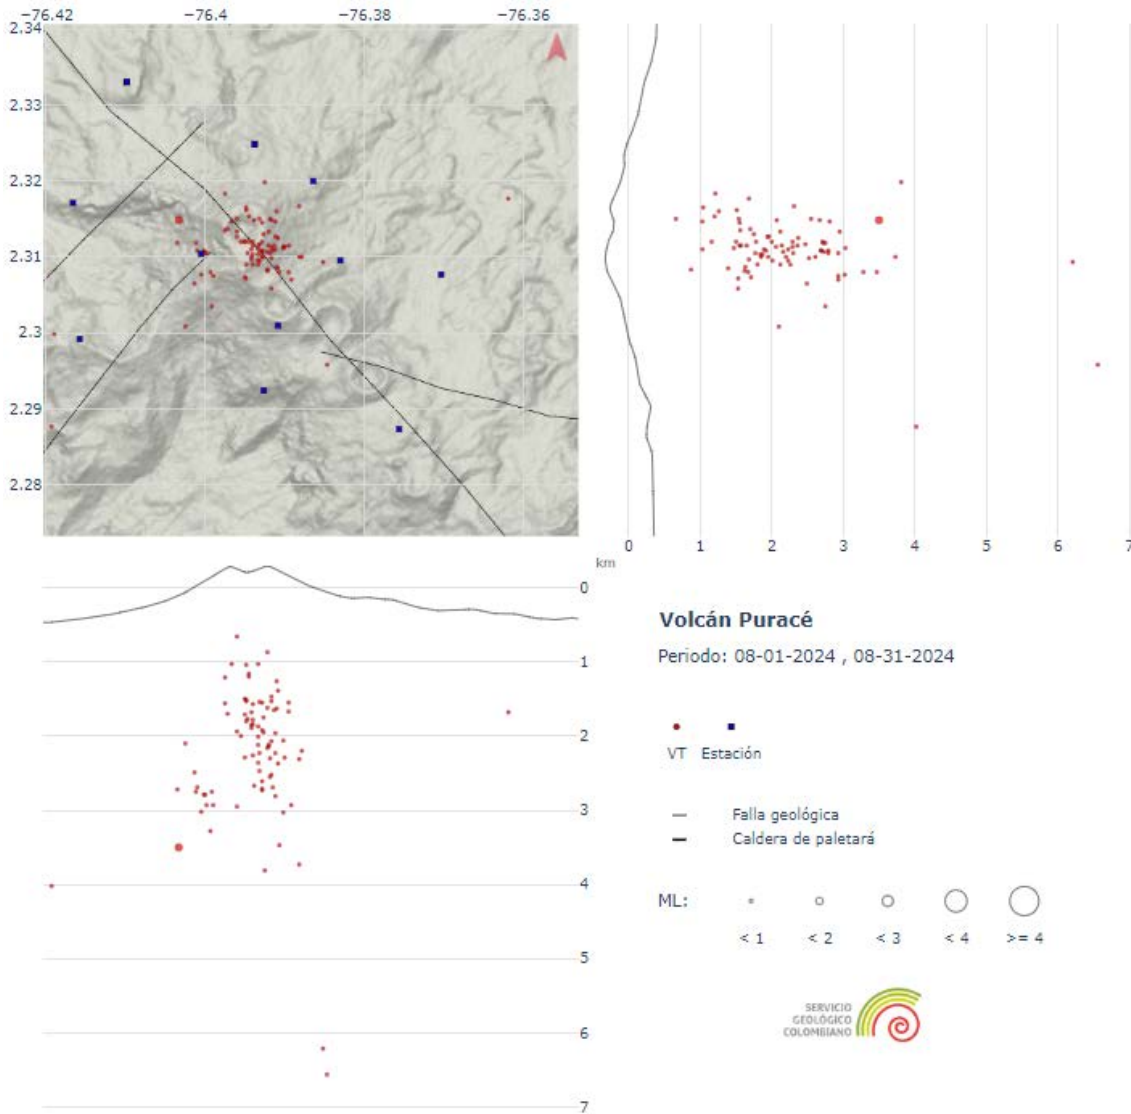 −76.42 −76.4 −76.38 −76.36
2.34
2.33
2.32
2.31
2.3
2.29
2.28
0 1 2 3 4 5 6 7
km
0
1
2
3
4
5
6
7
Volcán Puracé
Periodo: 08-01-2024 , 08-31-2024
VT Estación
Falla geológica
Caldera de paletará
ML:
< 1 < 2 < 3 < 4 >= 4
SERVICIO
GEOLÓGICO
COLOMBIANO